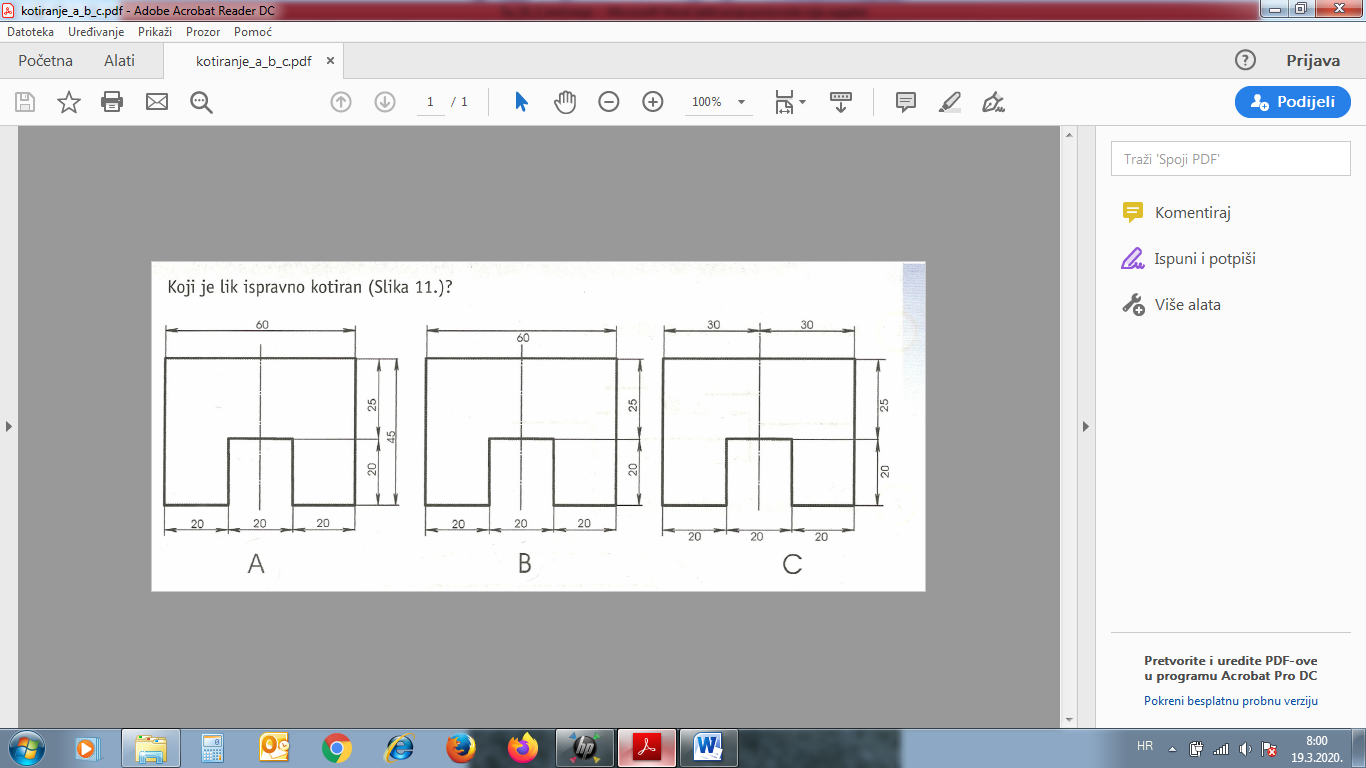 kotiranje_a_b_c.pdf - Adobe Acrobat Reader DC
Datoteka Uređivanje Prikaži Prozor Pomoć
Početna Alati kotiranje_a_b_c.pdf Prijava
1 / 1 100% Podijeli
Traži 'Spoji PDF'
Komentiraj
Ispuni i potpiši
Više alata
Koji je lik ispravno kotiran (Slika 11.)?
60
25
45
20
20 20 20
A
60
25
20
20 20 20
B
30 30
25
20
20 20 20
C
Pretvorite i uredite PDF-ove
u programu Acrobat Pro DC
Pokreni besplatnu probnu verziju
HR
8:00
19.3.2020.